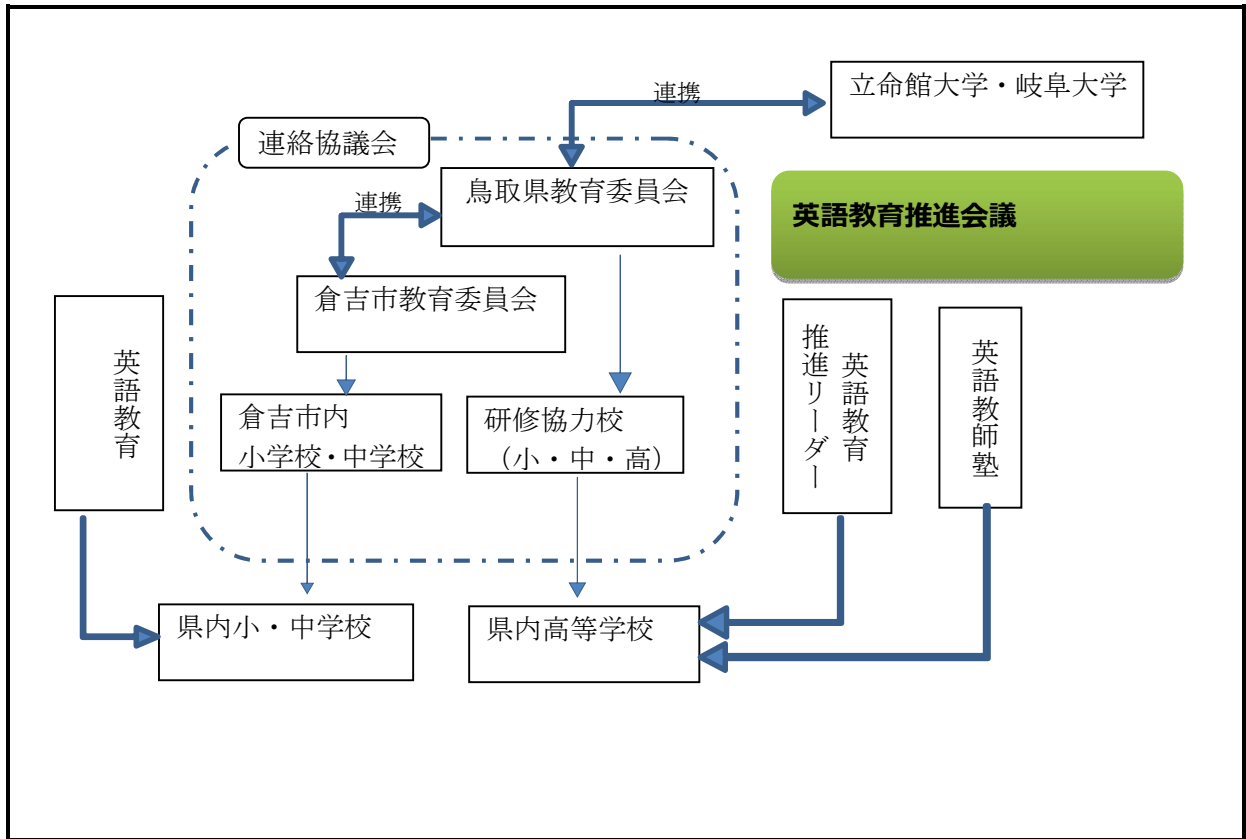 立命館大学・岐阜大学
連携
連絡協議会
鳥取県教育委員会
連携
英語教育推進会議
倉吉市教育委員会
英語教育
英語教育
推進リーダー
英語教師塾
倉吉市内
小学校・中学校
研修協力校
（小・中・高）
県内小・中学校
県内高等学校